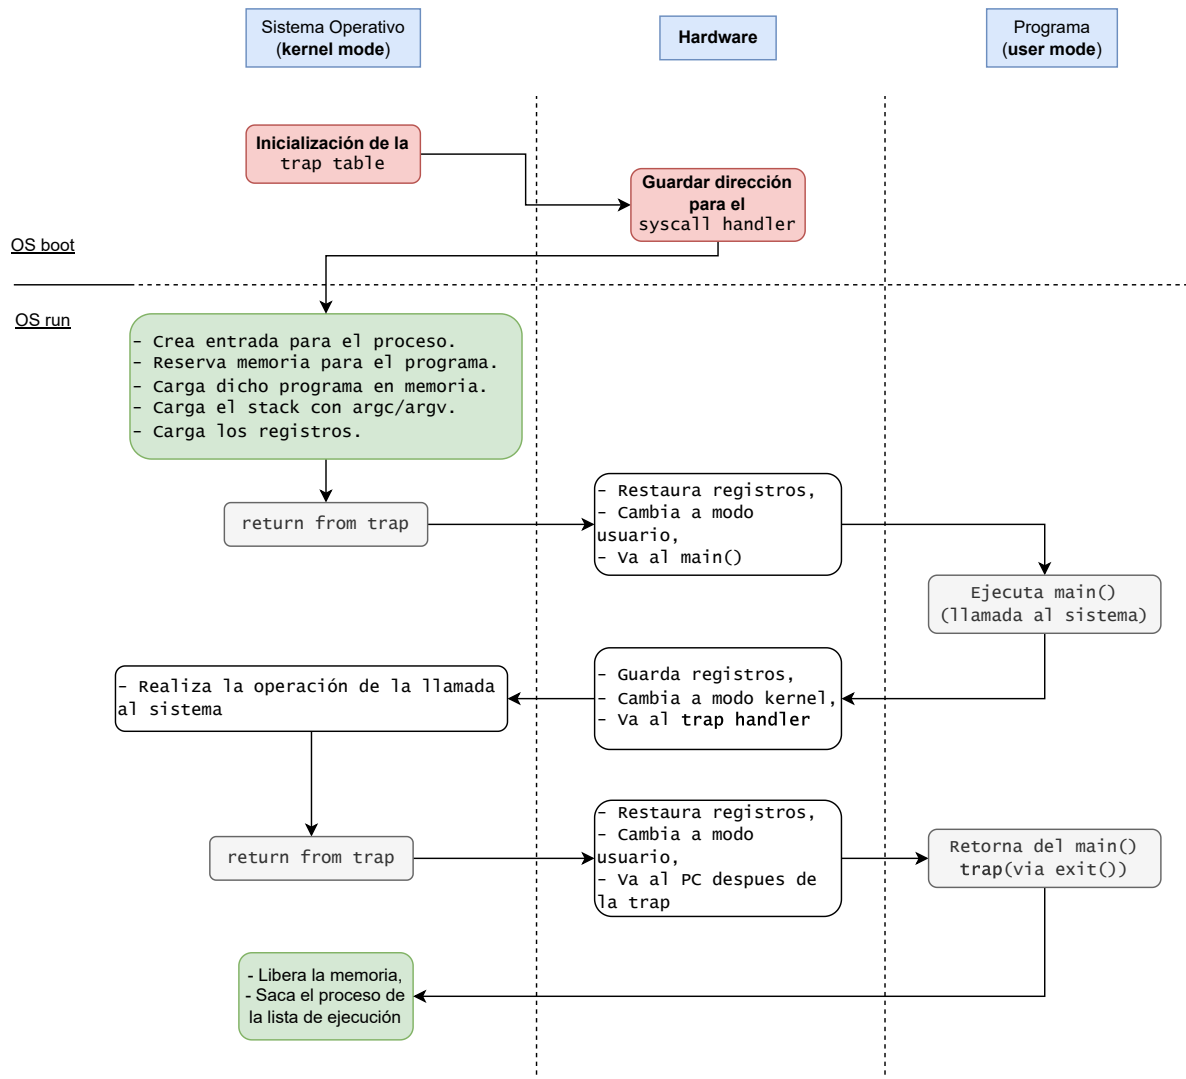 Sistema Operativo
(kernel mode)
Hardware
Programa
(user mode)
Inicialización de la
trap table
Guardar dirección
para el
syscall handler
OS boot
OS run
- Crea entrada para el proceso.
- Reserva memoria para el programa.
- Carga dicho programa en memoria.
- Carga el stack con argc/argv.
- Carga los registros.
return from trap
- Restaura registros,
- Cambia a modo
usuario,
- Va al main()
Ejecuta main()
(llamada al sistema)
- Guarda registros,
- Cambia a modo kernel,
- Va al trap handler
- Realiza la operación de la llamada
al sistema
return from trap
- Restaura registros,
- Cambia a modo
usuario,
- Va al PC despues de
la trap
Retorna del main()
trap(via exit())
- Libera la memoria,
- Saca el proceso de
la lista de ejecución